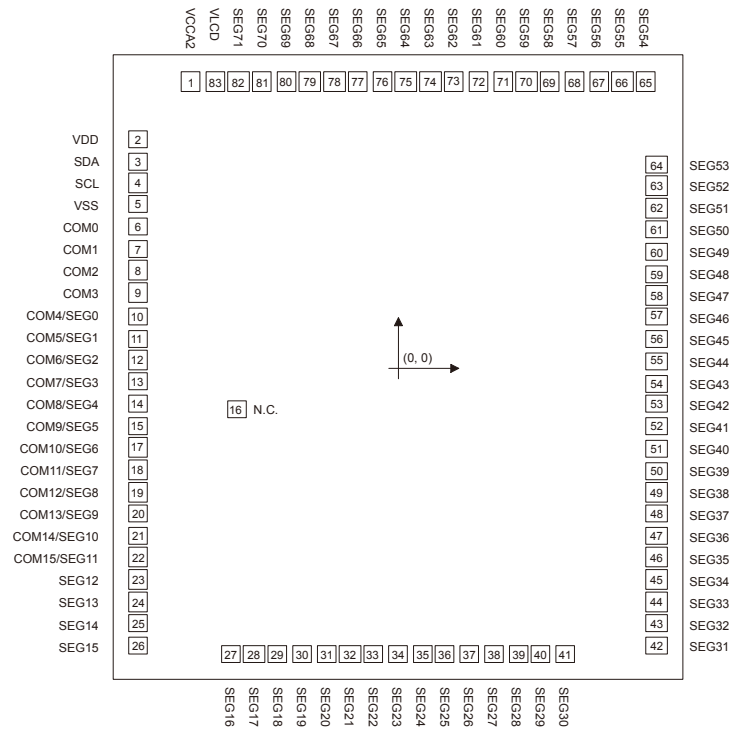 VCCA2 VLCD SEG71 SEG70 SEG69 SEG68 SEG67 SEG66 SEG65 SEG64 SEG63 SEG62 SEG61 SEG60 SEG59 SEG58 SEG57 SEG56 SEG55 SEG54
1 83 82 81 80 79 78 77 76 75 74 73 72 71 70 69 68 67 66 65
VDD 2
SDA 3
SCL 4
VSS 5
COM0 6
COM1 7
COM2 8
COM3 9
COM4/SEG0 10
COM5/SEG1 11
COM6/SEG2 12
COM7/SEG3 13
COM8/SEG4 14
COM9/SEG5 15
COM10/SEG6 17
COM11/SEG7 18
COM12/SEG8 19
COM13/SEG9 20
COM14/SEG10 21
COM15/SEG11 22
SEG12 23
SEG13 24
SEG14 25
SEG15 26
(0, 0)
16 N.C.
64 SEG53
63 SEG52
62 SEG51
61 SEG50
60 SEG49
59 SEG48
58 SEG47
57 SEG46
56 SEG45
55 SEG44
54 SEG43
53 SEG42
52 SEG41
51 SEG40
50 SEG39
49 SEG38
48 SEG37
47 SEG36
46 SEG35
45 SEG34
44 SEG33
43 SEG32
42 SEG31
27 28 29 30 31 32 33 34 35 36 37 38 39 40 41
SEG16 SEG17 SEG18 SEG19 SEG20 SEG21 SEG22 SEG23 SEG24 SEG25 SEG26 SEG27 SEG28 SEG29 SEG30